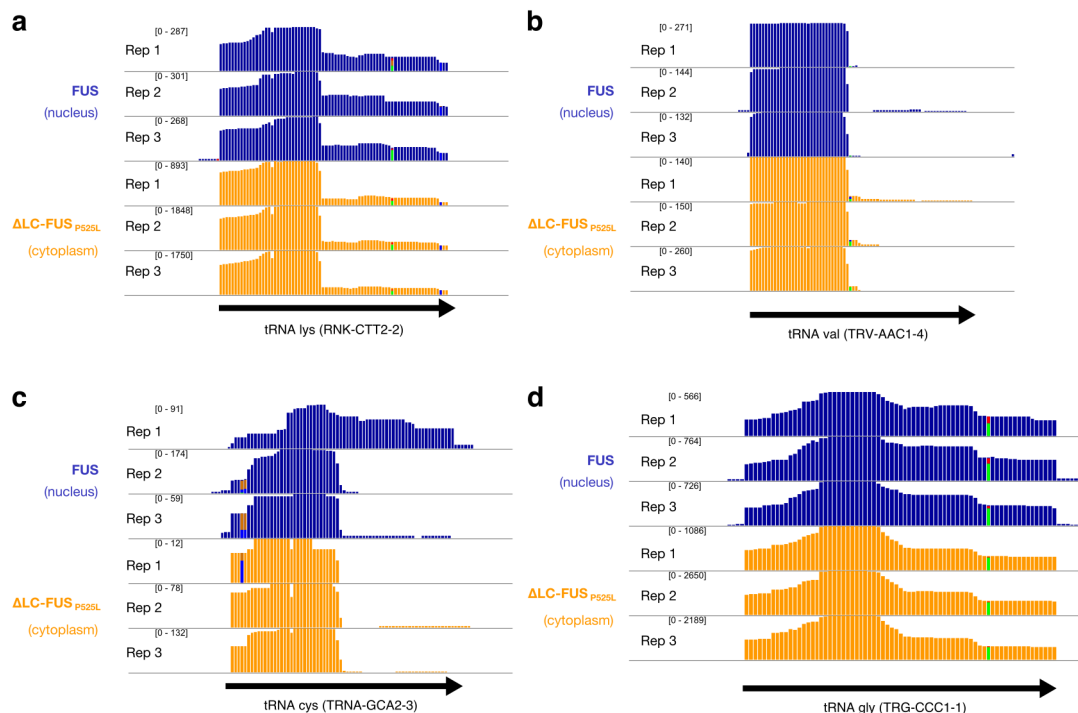 a
[0 - 287]
Rep 1
[0 - 301]
FUS
Rep 2
(nucleus)
[0 - 268]
Rep 3
[0 - 893]
Rep 1
[0 - 1848]
ΔLC-FUS P525L
Rep 2
(cytoplasm)
[0 - 1750]
Rep 3
tRNA lys (RNK-CTT2-2)
b
[0 - 271]
Rep 1
[0 - 144]
FUS
Rep 2
(nucleus)
[0 - 132]
Rep 3
[0 - 140]
Rep 1
[0 - 150]
ΔLC-FUS P525L
Rep 2
(cytoplasm)
[0 - 260]
Rep 3
tRNA val (TRV-AAC1-4)
c
[0 - 91]
Rep 1
[0 - 174]
FUS
Rep 2
(nucleus)
[0 - 59]
Rep 3
[0 - 12]
Rep 1
[0 - 78]
ΔLC-FUS P525L
Rep 2
(cytoplasm)
[0 - 132]
Rep 3
tRNA cys (TRNA-GCA2-3)
d
[0 - 566]
Rep 1
[0 - 764]
FUS
Rep 2
(nucleus)
[0 - 726]
Rep 3
[0 - 1086]
Rep 1
[0 - 2650]
ΔLC-FUS P525L
Rep 2
(cytoplasm)
[0 - 2189]
Rep 3
tRNA gly (TRG-CCC1-1)